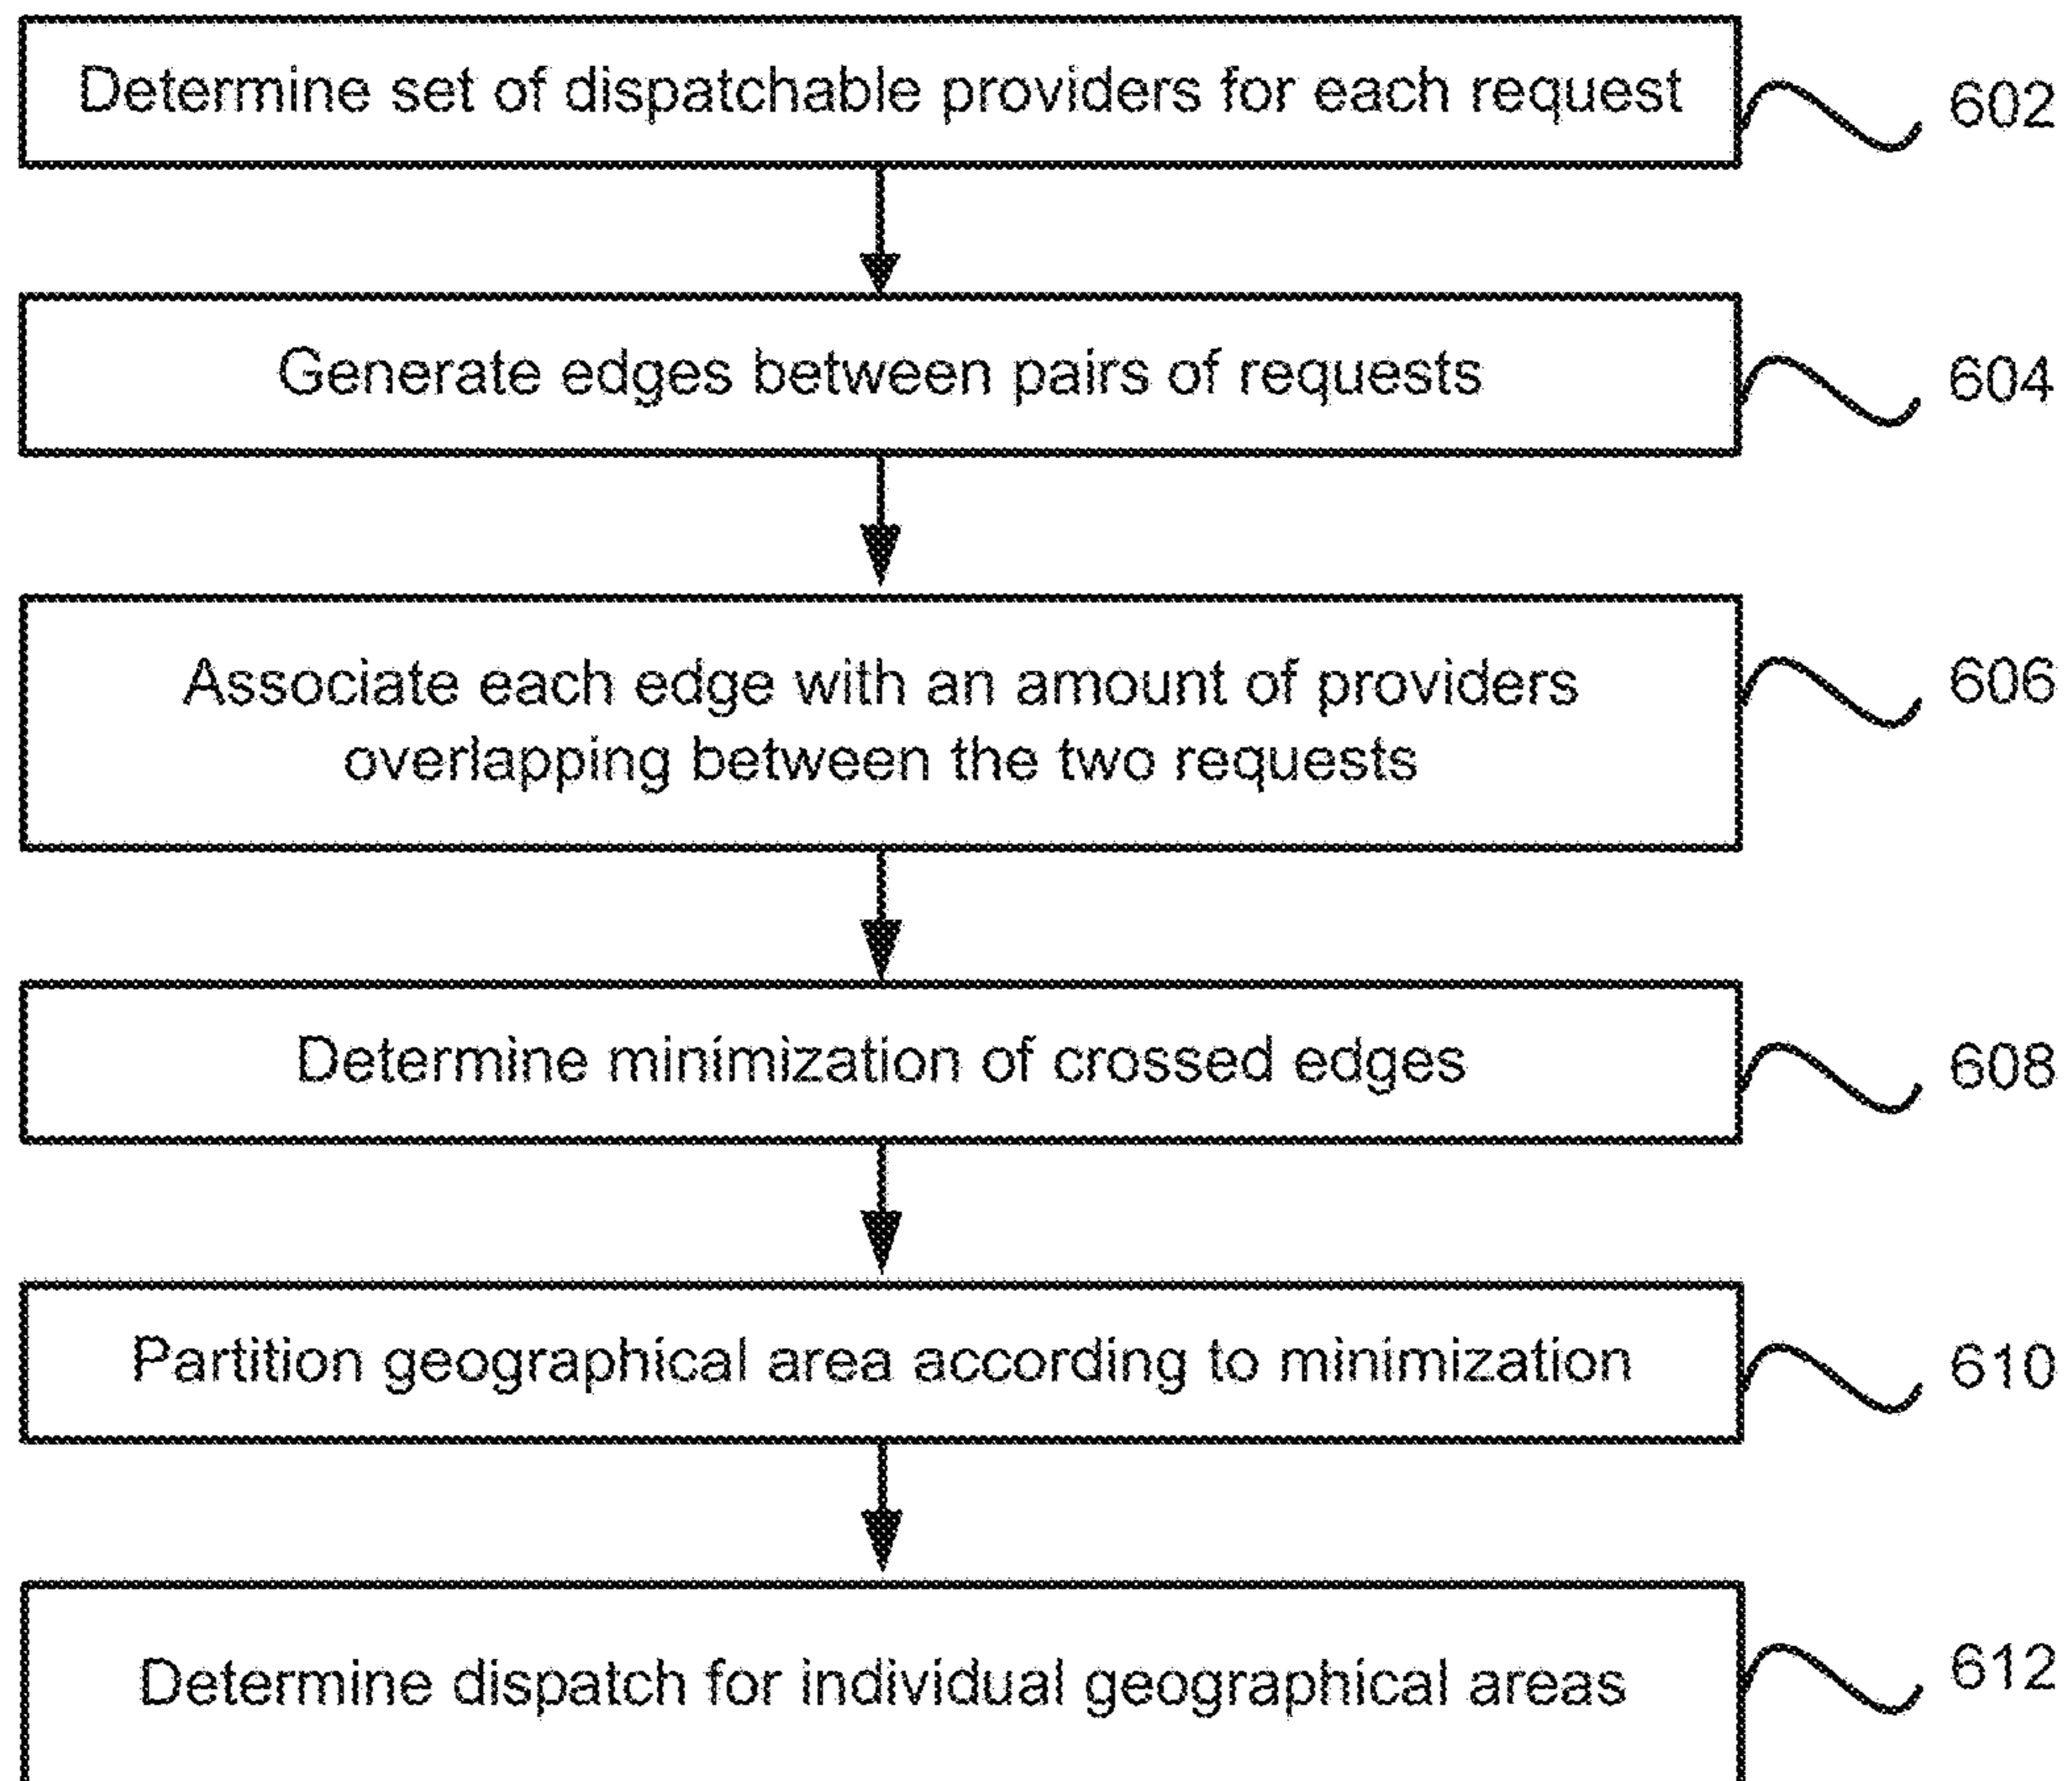 Determine set of dispatchable providers for each request
602
Generate edges between pairs of requests
604
Associate each edge with an amount of providers
overlapping between the two requests
606
Determine minimization of crossed edges
608
Partition geographical area according to minimization
610
Determine dispatch for individual geographical areas
612